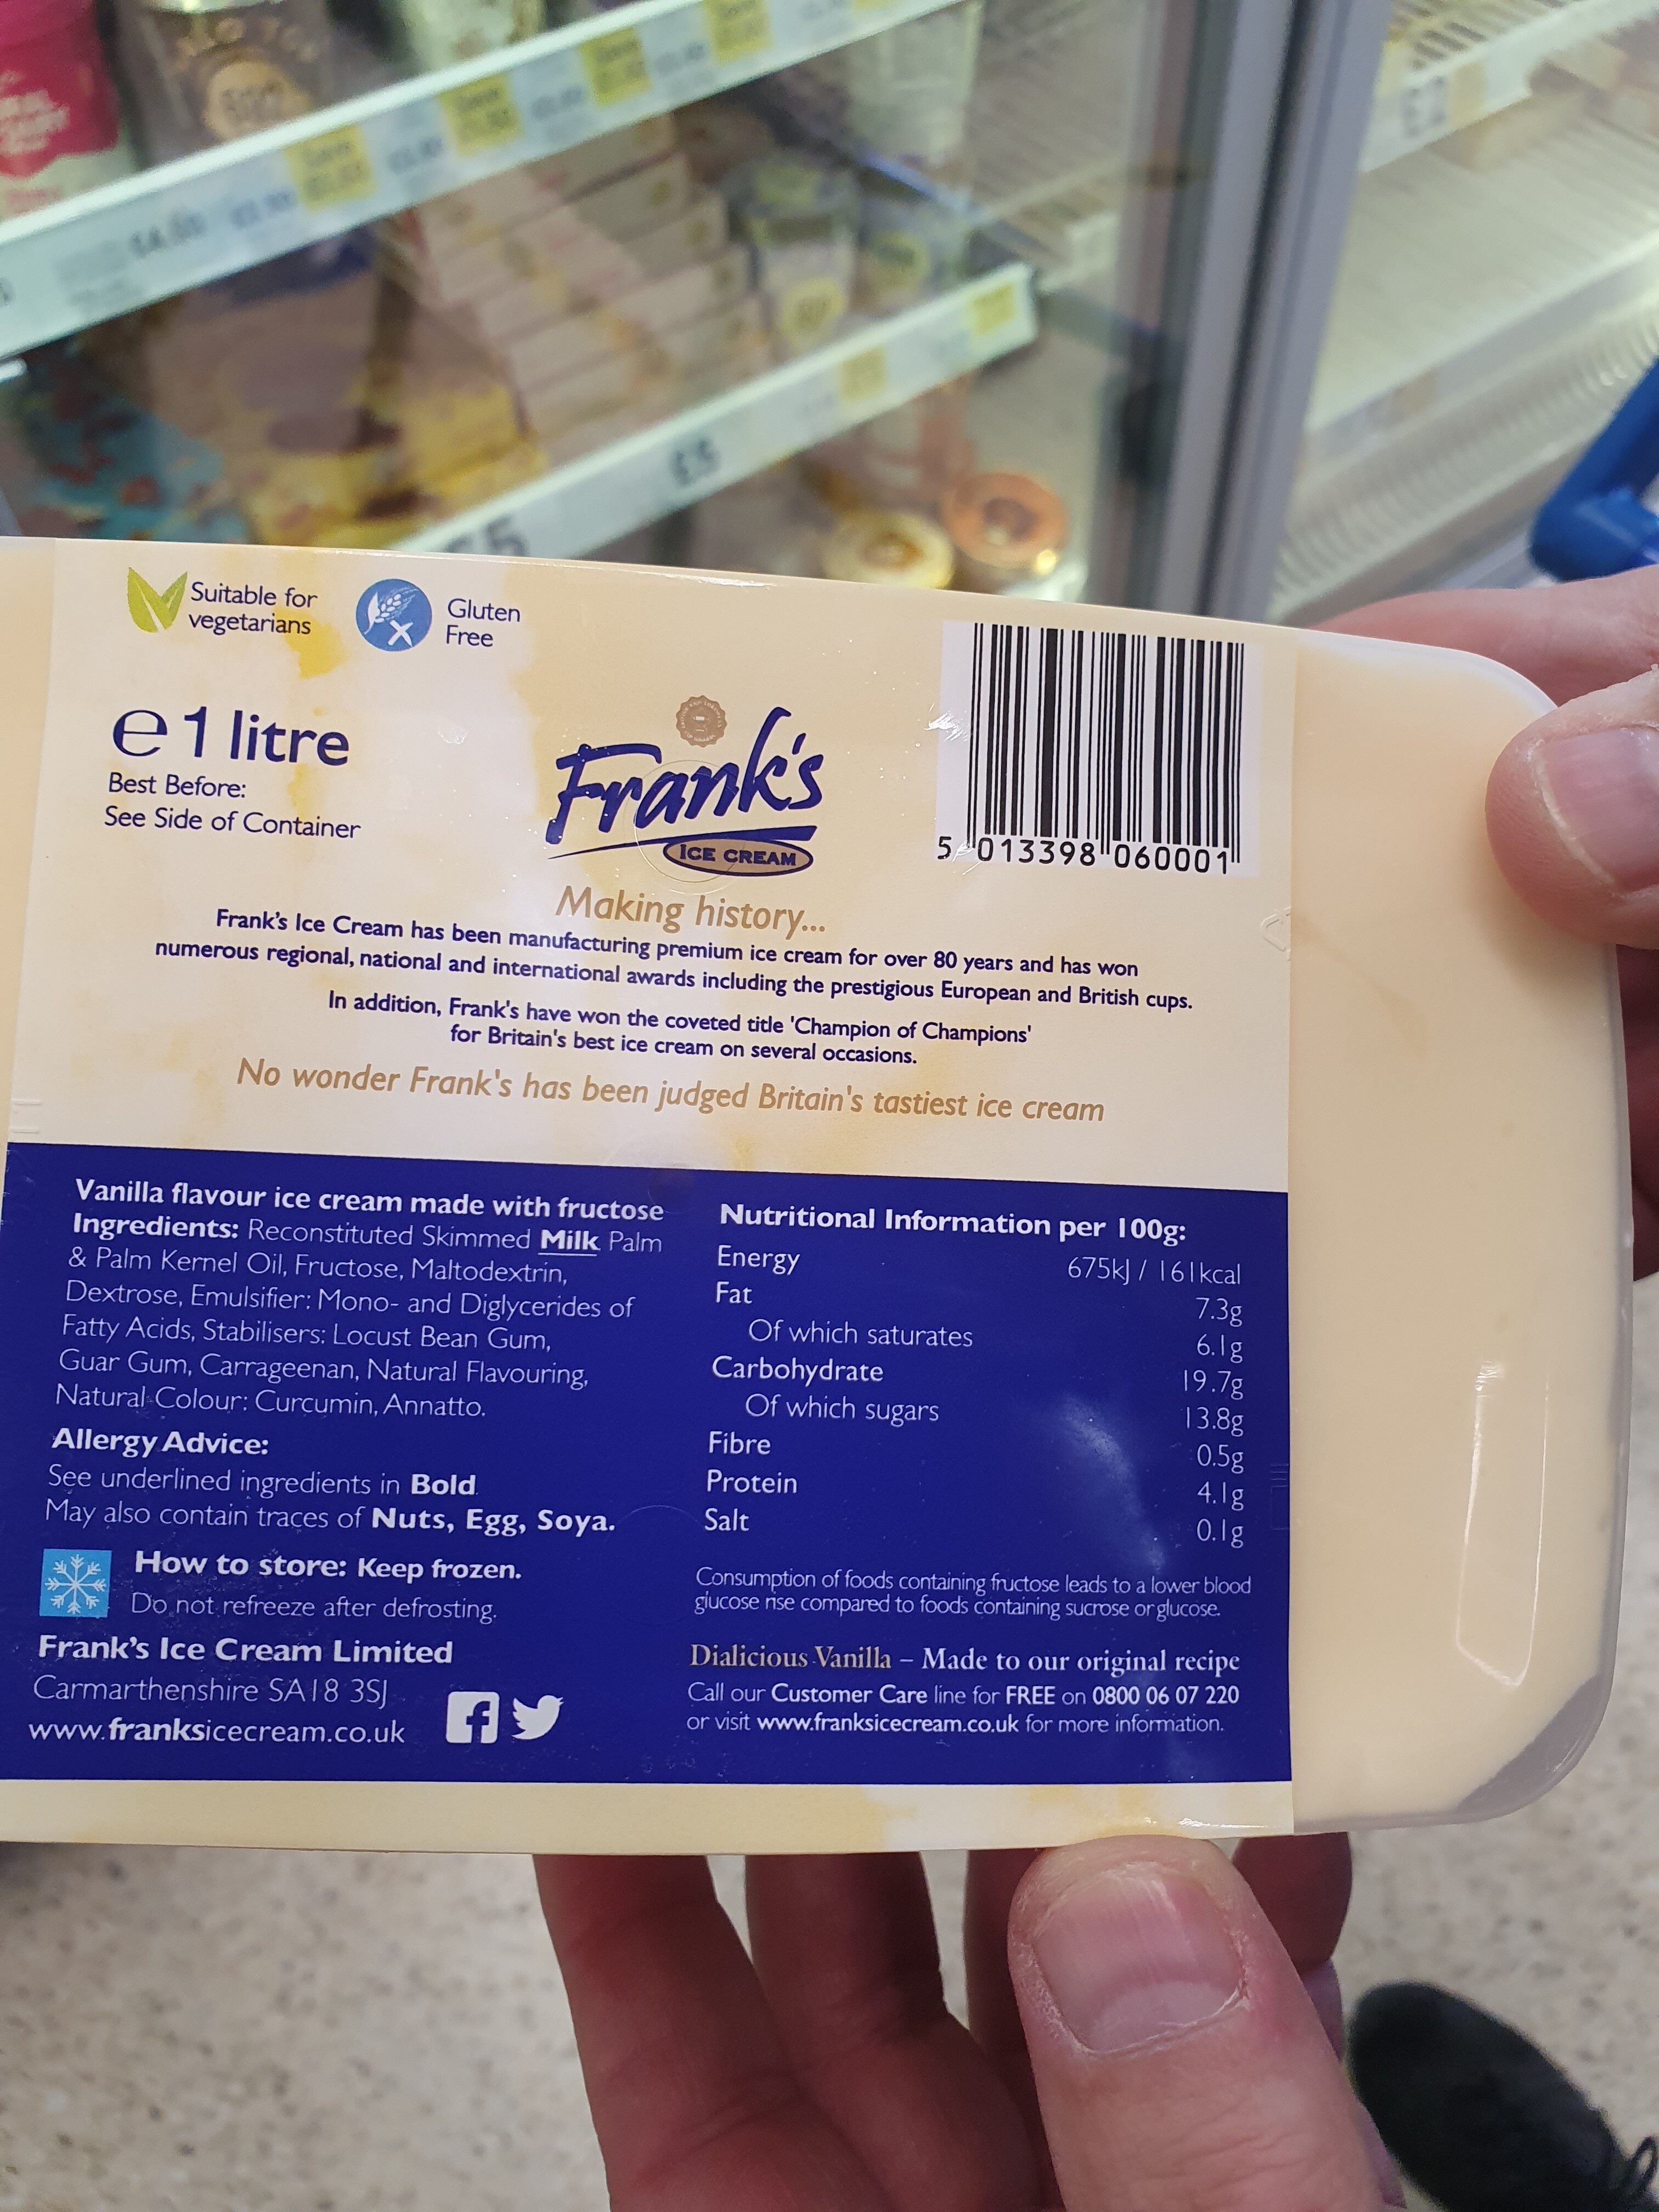 £5
£5
Suitable for
vegetarians
Gluten
Free
e 1 litre
Best Before:
See Side of Container
Frank's
ICE CREAM
5 013398 060001
Making history...
Frank's Ice Cream has been manufacturing premium ice cream for over 80 years and has won
numerous regional, national and international awards including the prestigious European and British cups.
In addition, Frank's have won the coveted title 'Champion of Champions'
for Britain's best ice cream on several occasions.
No wonder Frank's has been judged Britain's tastiest ice cream
Vanilla flavour ice cream made with fructose
Ingredients: Reconstituted Skimmed Milk Palm
& Palm Kernel Oil, Fructose, Maltodextrin,
Dextrose, Emulsifier: Mono- and Diglycerides of
Fatty Acids, Stabilisers: Locust Bean Gum,
Guar Gum, Carrageenan, Natural Flavouring,
Natural Colour: Curcumin, Annatto.
Allergy Advice:
See underlined ingredients in Bold
May also contain traces of Nuts, Egg, Soya.
How to store: Keep frozen.
Do not refreeze after defrosting.
Frank's Ice Cream Limited
Carmarthenshire SA18 3SJ
www.franksicecream.co.uk
Nutritional Information per 100g:
Energy 675kJ / 161kcal
Fat 7.3g
Of which saturates 6.1g
Carbohydrate 19.7g
Of which sugars 13.8g
Fibre 0.5g
Protein 4.1g
Salt 0.1g
Consumption of foods containing fructose leads to a lower blood
glucose rise compared to foods containing sucrose or glucose.
Dialicious Vanilla – Made to our original recipe
Call our Customer Care line for FREE on 0800 06 07 220
or visit www.franksicecream.co.uk for more information.